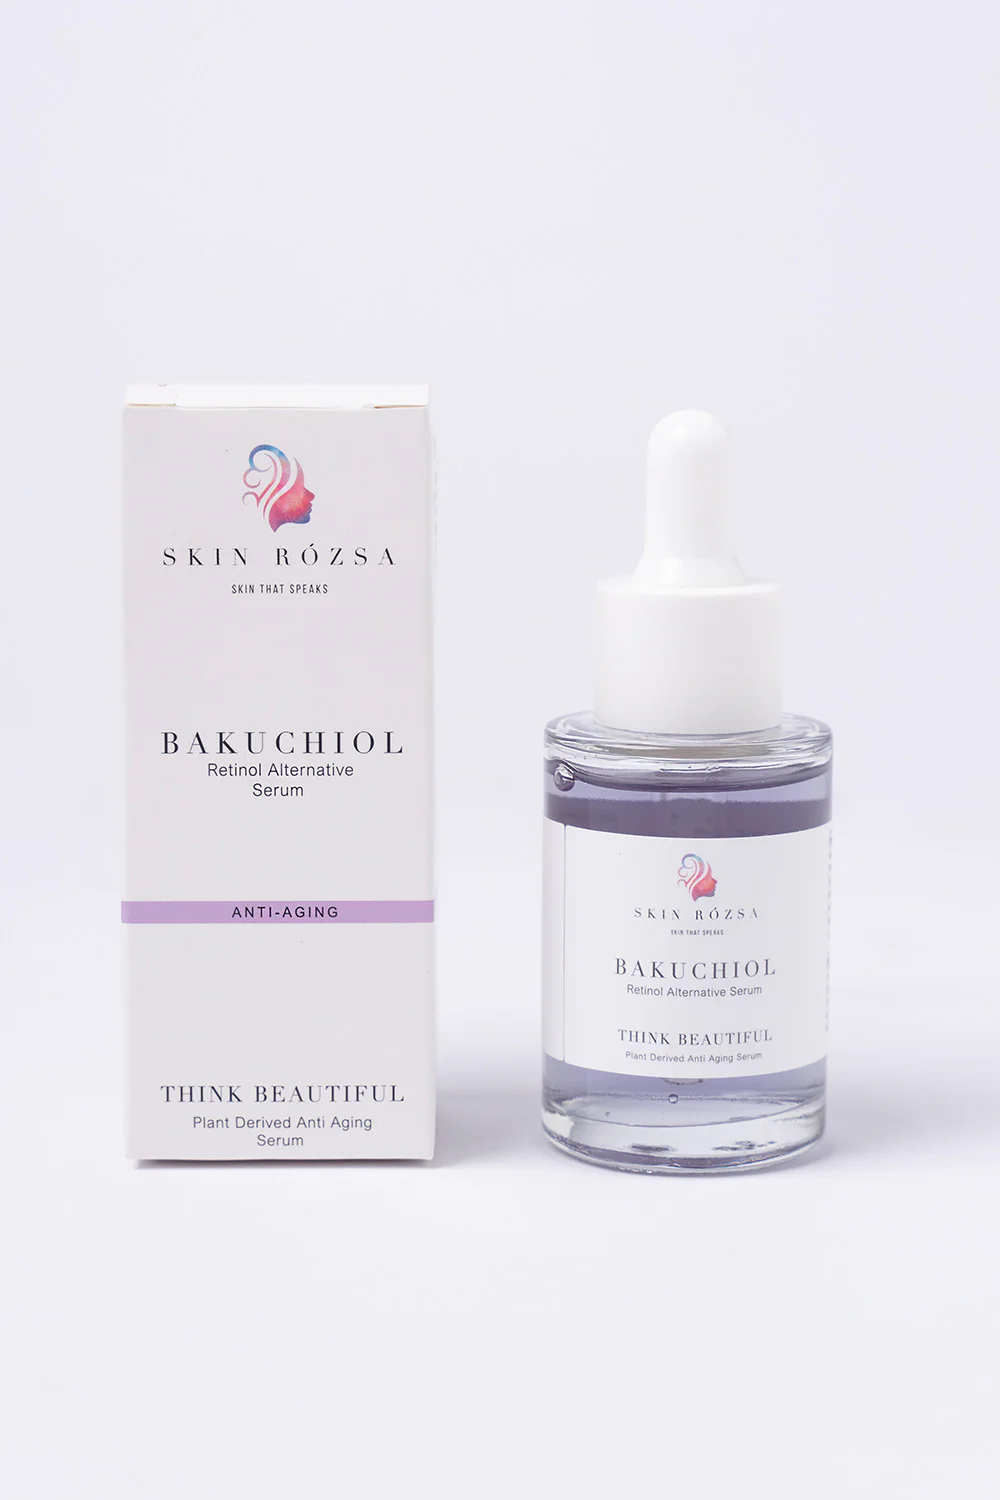 SKIN RÓZSA
SKIN THAT SPEAKS
BAKUCHIOL
Retinol Alternative
Serum
ANTI-AGING
THINK BEAUTIFUL
Plant Derived Anti Aging
Serum
SKIN RÓZSA
SKIN THAT SPEAKS
BAKUCHIOL
Retinol Alternative Serum
THINK BEAUTIFUL
Plant Derived Anti Aging Serum